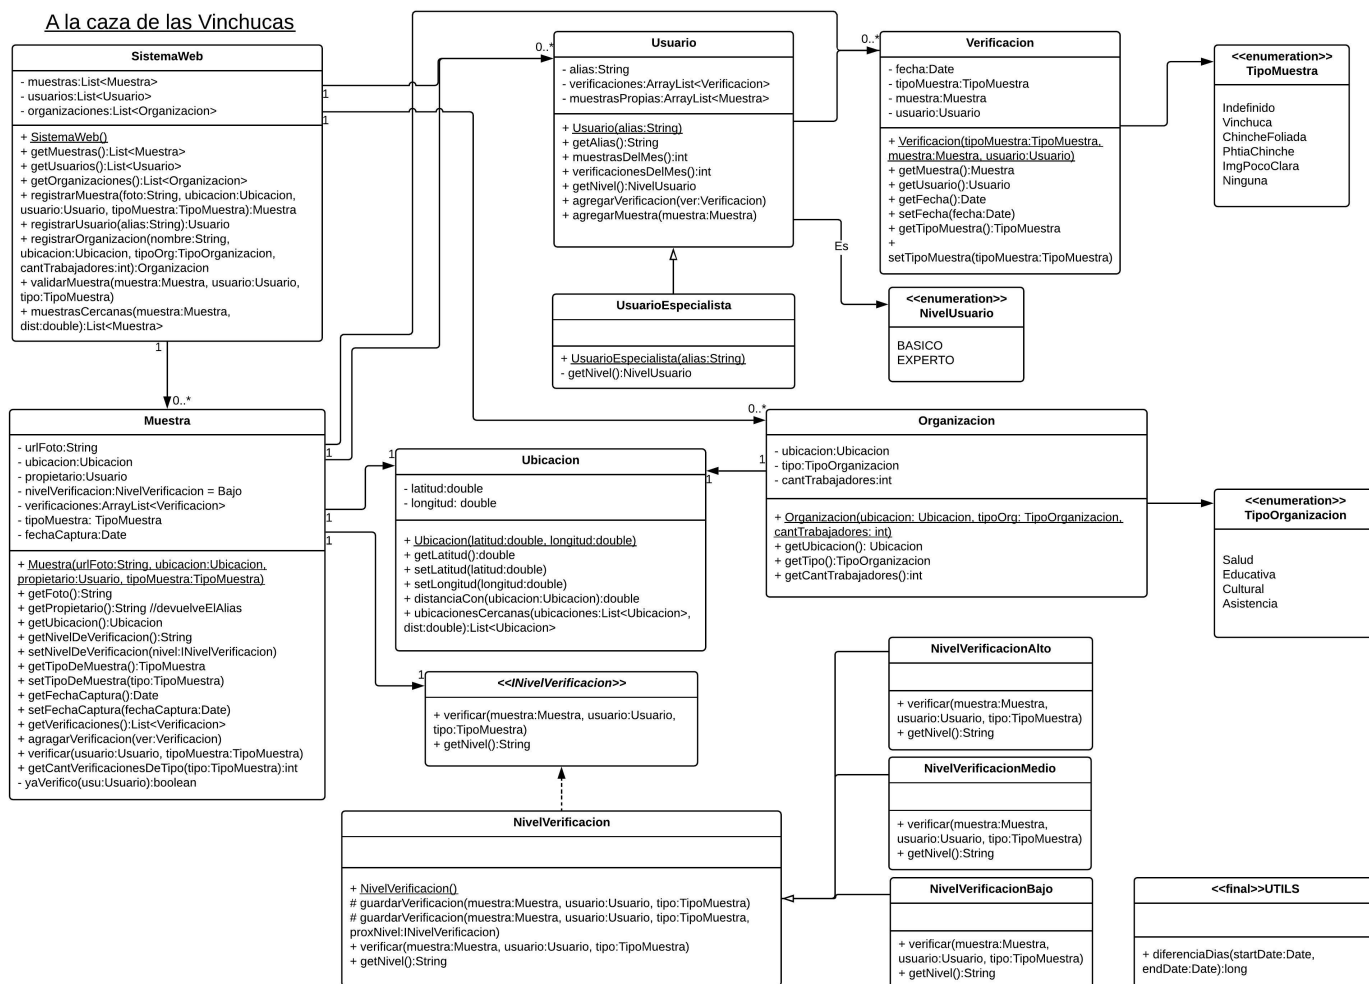 A la caza de las Vinchucas
SistemaWeb
- muestras:List<Muestra>
- usuarios:List<Usuario>
- organizaciones:List<Organizacion>
+ SistemaWeb()
+ getMuestras():List<Muestra>
+ getUsuarios():List<Usuario>
+ getOrganizaciones():List<Organizacion>
+ registrarMuestra(foto:String, ubicacion:Ubicacion,
usuario:Usuario, tipoMuestra:TipoMuestra):Muestra
+ registrarUsuario(alias:String):Usuario
+ registrarOrganizacion(nombre:String,
ubicacion:Ubicacion, tipoOrg:TipoOrganizacion,
cantTrabajadores:int):Organizacion
+ validarMuestra(muestra:Muestra, usuario:Usuario,
tipo:TipoMuestra)
+ muestrasCercanas(muestra:Muestra,
dist:double):List<Muestra>
1
1
1
0..*
0..*
Usuario
- alias:String
- verificaciones:ArrayList<Verificacion>
- muestrasPropias:ArrayList<Muestra>
+ Usuario(alias:String)
+ getAlias():String
+ muestrasDelMes():int
+ verificacionesDelMes():int
+ getNivel():NivelUsuario
+ agregarVerificacion(ver:Verificacion)
+ agregarMuestra(muestra:Muestra)
Es
UsuarioEspecialista
+ UsuarioEspecialista(alias:String)
- getNivel():NivelUsuario
0..*
Verificacion
- fecha:Date
- tipoMuestra:TipoMuestra
- muestra:Muestra
- usuario:Usuario
+ Verificacion(tipoMuestra:TipoMuestra,
muestra:Muestra, usuario:Usuario)
+ getMuestra():Muestra
+ getUsuario():Usuario
+ getFecha():Date
+ setFecha(fecha:Date)
+ getTipoMuestra():TipoMuestra
+
setTipoMuestra(tipoMuestra:TipoMuestra)
<<enumeration>>
TipoMuestra
Indefinido
Vinchuca
ChincheFoliada
PhtiaChinche
ImgPocoClara
Ninguna
<<enumeration>>
NivelUsuario
BASICO
EXPERTO
Muestra
- urlFoto:String
- ubicacion:Ubicacion
- propietario:Usuario
- nivelVerificacion:NivelVerificacion = Bajo
- verificaciones:ArrayList<Verificacion>
- tipoMuestra: TipoMuestra
- fechaCaptura:Date
+ Muestra(urlFoto:String, ubicacion:Ubicacion,
propietario:Usuario, tipoMuestra:TipoMuestra)
+ getFoto():String
+ getPropietario():String //devuelveElAlias
+ getUbicacion():Ubicacion
+ getNivelDeVerificacion():String
+ setNivelDeVerificacion(nivel:INivelVerificacion)
+ getTipoDeMuestra():TipoMuestra
+ setTipoDeMuestra(tipo:TipoMuestra)
+ getFechaCaptura():Date
+ setFechaCaptura(fechaCaptura:Date)
+ getVerificaciones():List<Verificacion>
+ agragarVerificacion(ver:Verificacion)
+ verificar(usuario:Usuario, tipoMuestra:TipoMuestra)
+ getCantVerificacionesDeTipo(tipo:TipoMuestra):int
- yaVerifico(usu:Usuario):boolean
1
1
1
1
Ubicacion
- latitud:double
- longitud: double
+ Ubicacion(latitud:double, longitud:double)
+ getLatitud():double
+ setLatitud(latitud:double)
+ setLongitud(longitud:double)
+ distanciaCon(ubicacion:Ubicacion):double
+ ubicacionesCercanas(ubicaciones:List<Ubicacion>,
dist:double):List<Ubicacion>
1
1
0..*
Organizacion
- ubicacion:Ubicacion
- tipo:TipoOrganizacion
- cantTrabajadores:int
+ Organizacion(ubicacion: Ubicacion, tipoOrg: TipoOrganizacion,
cantTrabajadores: int)
+ getUbicacion(): Ubicacion
+ getTipo():TipoOrganizacion
+ getCantTrabajadores():int
<<enumeration>>
TipoOrganizacion
Salud
Educativa
Cultural
Asistencia
1
<<INivelVerificacion>>
+ verificar(muestra:Muestra, usuario:Usuario,
tipo:TipoMuestra)
+ getNivel():String
NivelVerificacion
+ NivelVerificacion()
# guardarVerificacion(muestra:Muestra, usuario:Usuario, tipo:TipoMuestra)
# guardarVerificacion(muestra:Muestra, usuario:Usuario, tipo:TipoMuestra,
proxNivel:INivelVerificacion)
+ verificar(muestra:Muestra, usuario:Usuario, tipo:TipoMuestra)
+ getNivel():String
NivelVerificacionAlto
+ verificar(muestra:Muestra,
usuario:Usuario, tipo:TipoMuestra)
+ getNivel():String
NivelVerificacionMedio
+ verificar(muestra:Muestra,
usuario:Usuario, tipo:TipoMuestra)
+ getNivel():String
NivelVerificacionBajo
+ verificar(muestra:Muestra,
usuario:Usuario, tipo:TipoMuestra)
+ getNivel():String
<<final>>UTILS
+ diferenciaDias(startDate:Date,
endDate:Date):long